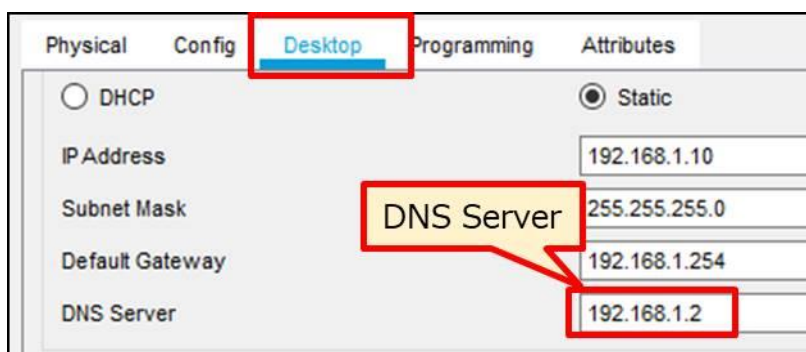 Physical Config Desktop Programming Attributes
DHCP Static
IP Address 192.168.1.10
Subnet Mask 255.255.255.0
DNS Server
Default Gateway 192.168.1.254
DNS Server 192.168.1.2